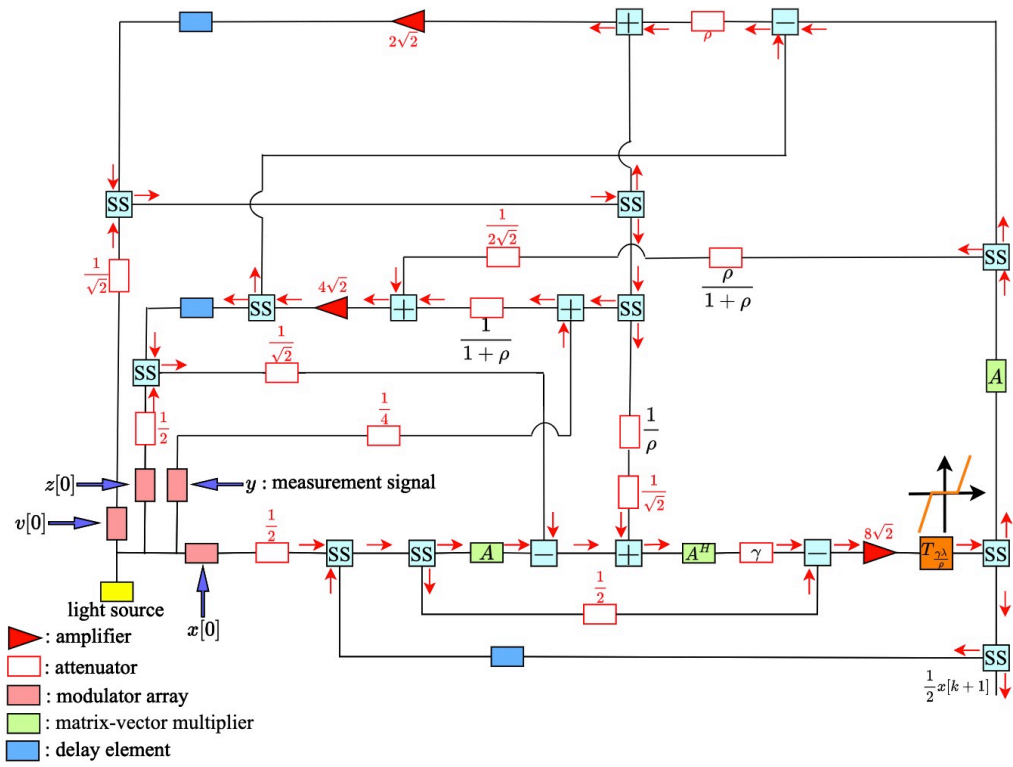 − + ρ −
2√2
SS SS
1/√2
1/(2√2)
ρ/(1+ρ)
SS
4√2
SS + 1/(1+ρ) + SS
1/√2
SS
A
1/4
1/2
1/ρ
z[0]
y : measurement signal
1/√2
v[0]
1/2
SS SS A − + A^H γ − 8√2 T_{γλ/ρ} SS
1/2
light source
x[0]
: amplifier
SS
: attenuator
1/2 x[k+1]
: modulator array
: matrix-vector multiplier
: delay element